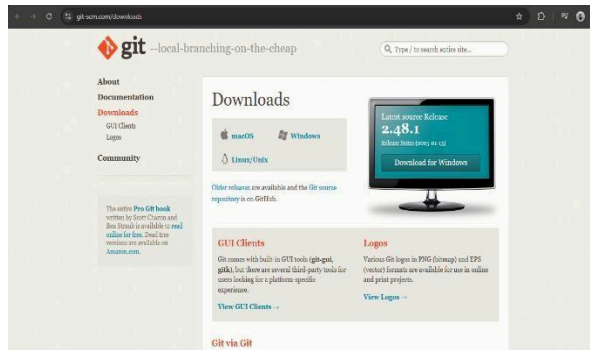 git-scm.com/downloads
git --local-branching-on-the-cheap
Type / to search entire site...
About
Documentation
Downloads
GUI Clients
Logos
Community
The entire Pro Git book
written by Scott Chacon and
Ben Straub is available to read
online for free. Dead tree
versions are available on
Amazon.com.
Downloads
macOS
Windows
Linux/Unix
Older releases are available and the Git source
repository is on GitHub.
Latest source Release
2.48.1
Release Notes (2025-01-13)
Download for Windows
GUI Clients
Git comes with built-in GUI tools (git-gui,
gitk), but there are several third-party tools for
users looking for a platform-specific
experience.
View GUI Clients →
Logos
Various Git logos in PNG (bitmap) and EPS
(vector) formats are available for use in online
and print projects.
View Logos →
Git via Git